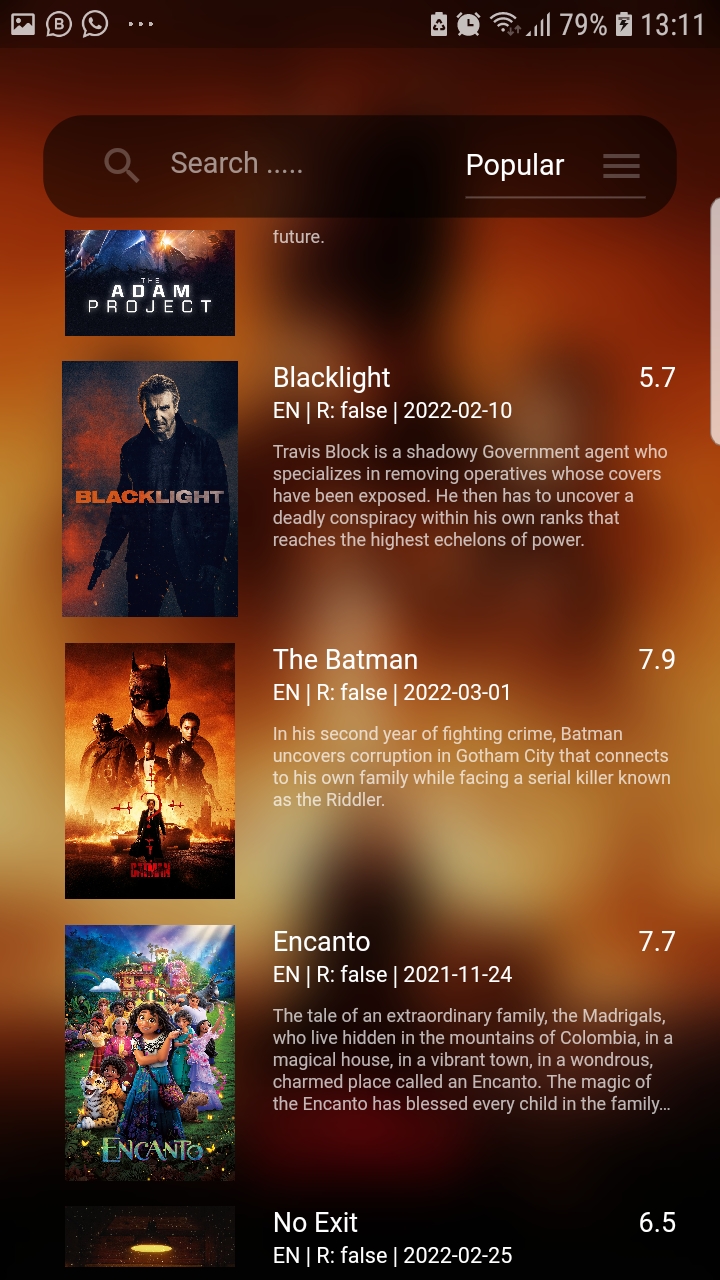 79% 13:11
Search .....
Popular
future.
THE
ADAM
PROJECT
Blacklight 5.7
EN | R: false | 2022-02-10
Travis Block is a shadowy Government agent who
specializes in removing operatives whose covers
have been exposed. He then has to uncover a
deadly conspiracy within his own ranks that
reaches the highest echelons of power.
BLACKLIGHT
The Batman 7.9
EN | R: false | 2022-03-01
In his second year of fighting crime, Batman
uncovers corruption in Gotham City that connects
to his own family while facing a serial killer known
as the Riddler.
BATMAN
Encanto 7.7
EN | R: false | 2021-11-24
The tale of an extraordinary family, the Madrigals,
who live hidden in the mountains of Colombia, in a
magical house, in a vibrant town, in a wondrous,
charmed place called an Encanto. The magic of
the Encanto has blessed every child in the family…
ENCANTO
No Exit 6.5
EN | R: false | 2022-02-25